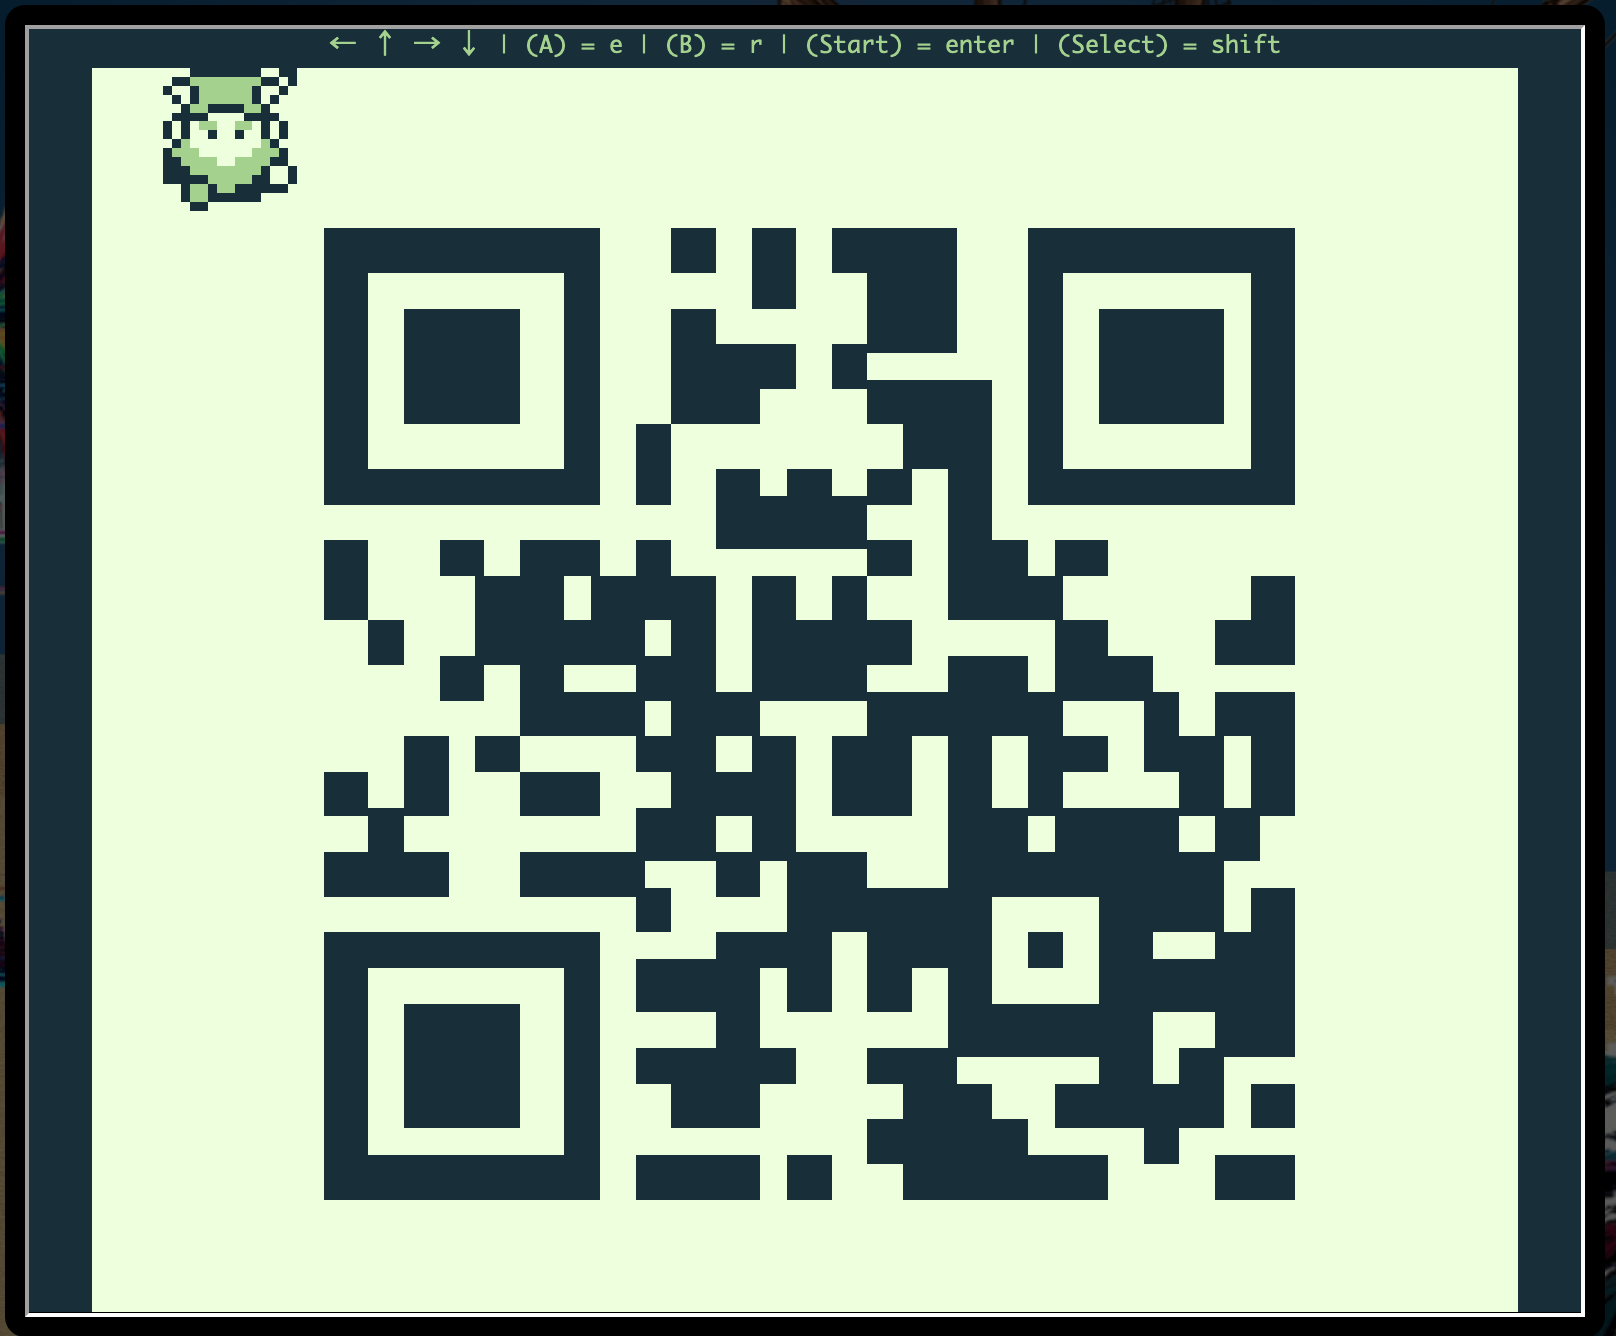 ← ↑ → ↓ | (A) = e | (B) = r | (Start) = enter | (Select) = shift